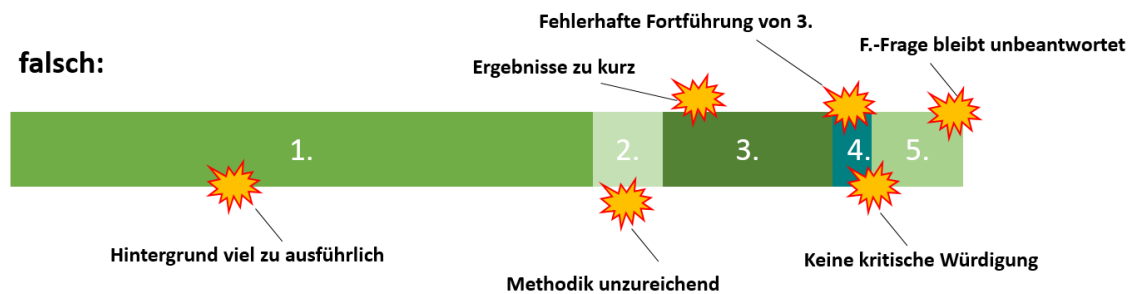 Fehlerhafte Fortführung von 3.
F.-Frage bleibt unbeantwortet
falsch:
Ergebnisse zu kurz
1.
2.
3.
4.
5.
Hintergrund viel zu ausführlich
Keine kritische Würdigung
Methodik unzureichend